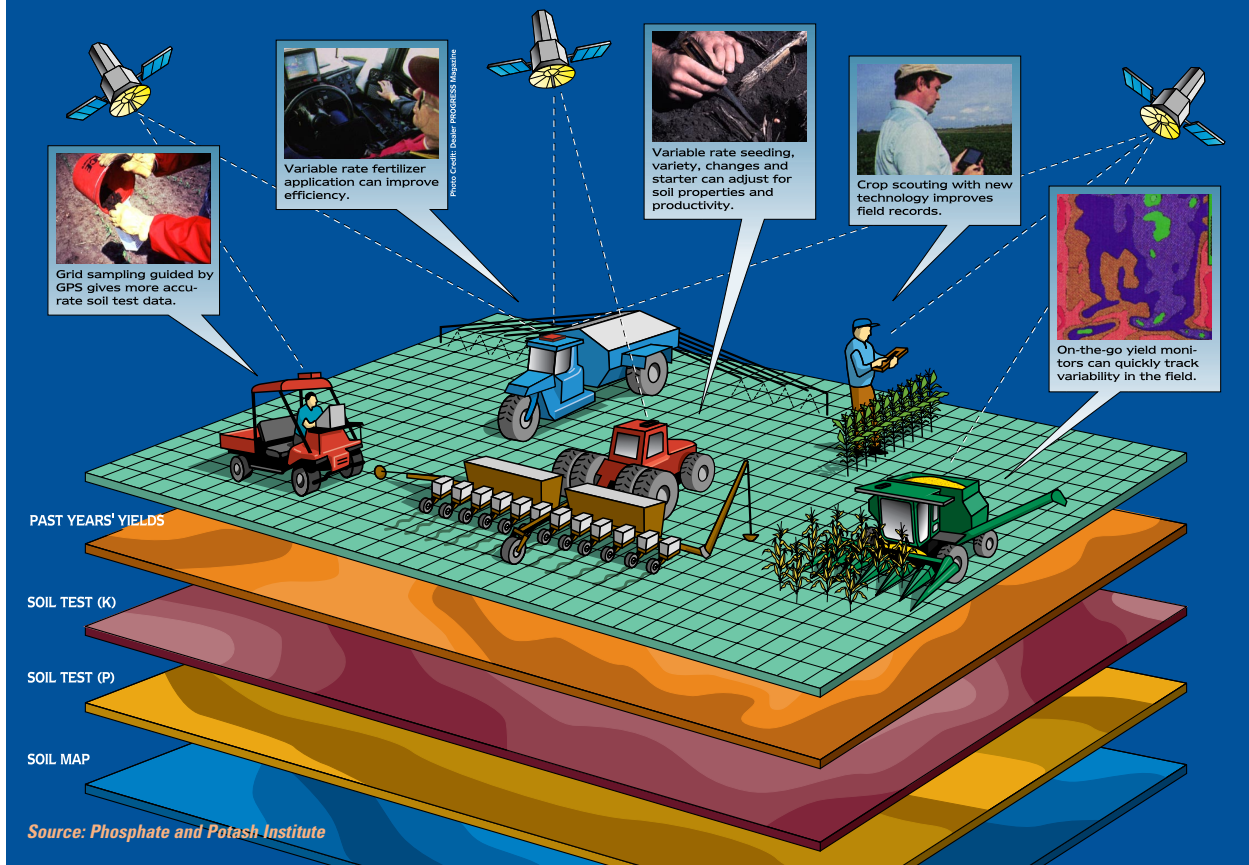 Variable rate fertilizer
application can improve
efficiency.
Photo Credit: Dealer PROGRESS Magazine
Variable rate seeding,
variety, changes and
starter can adjust for
soil properties and
productivity.
Crop scouting with new
technology improves
field records.
Grid sampling guided by
GPS gives more accu-
rate soil test data.
On-the-go yield moni-
tors can quickly track
variability in the field.
PAST YEARS' YIELDS
SOIL TEST (K)
SOIL TEST (P)
SOIL MAP
Source: Phosphate and Potash Institute